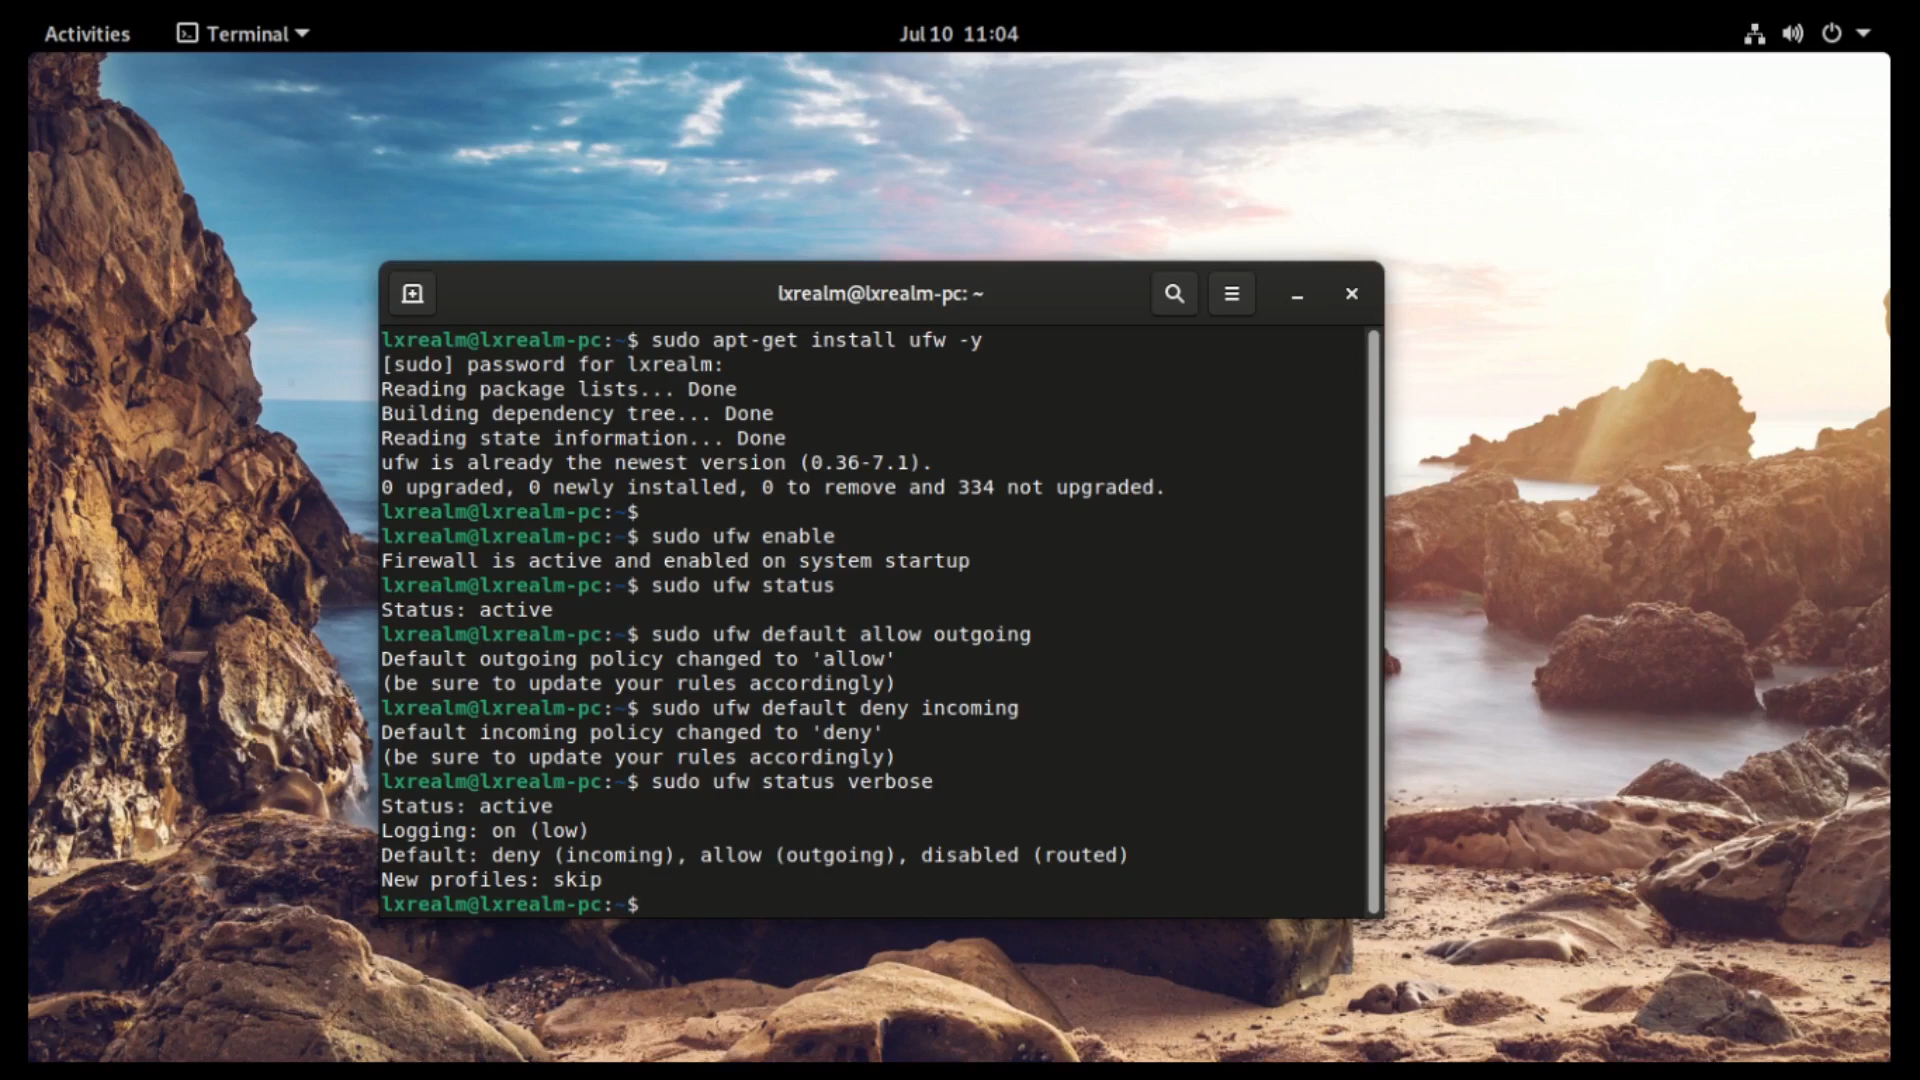 Activities Terminal Jul 10 11:04
lxrealm@lxrealm-pc: ~
lxrealm@lxrealm-pc:~$ sudo apt-get install ufw -y
[sudo] password for lxrealm:
Reading package lists... Done
Building dependency tree... Done
Reading state information... Done
ufw is already the newest version (0.36-7.1).
0 upgraded, 0 newly installed, 0 to remove and 334 not upgraded.
lxrealm@lxrealm-pc:~$
lxrealm@lxrealm-pc:~$ sudo ufw enable
Firewall is active and enabled on system startup
lxrealm@lxrealm-pc:~$ sudo ufw status
Status: active
lxrealm@lxrealm-pc:~$ sudo ufw default allow outgoing
Default outgoing policy changed to 'allow'
(be sure to update your rules accordingly)
lxrealm@lxrealm-pc:~$ sudo ufw default deny incoming
Default incoming policy changed to 'deny'
(be sure to update your rules accordingly)
lxrealm@lxrealm-pc:~$ sudo ufw status verbose
Status: active
Logging: on (low)
Default: deny (incoming), allow (outgoing), disabled (routed)
New profiles: skip
lxrealm@lxrealm-pc:~$